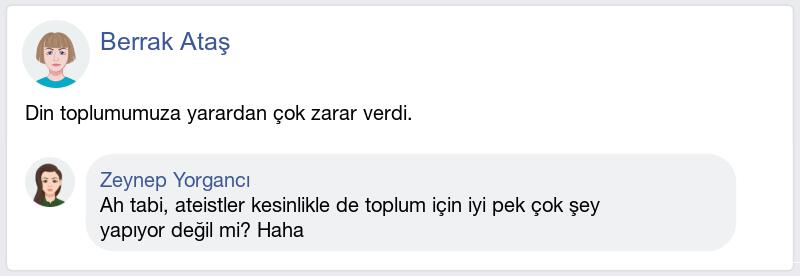 Berrak Ataş
Din toplumumuza yarardan çok zarar verdi.
Zeynep Yorgancı
Ah tabi, ateistler kesinlikle de toplum için iyi pek çok şey
yapıyor değil mi? Haha